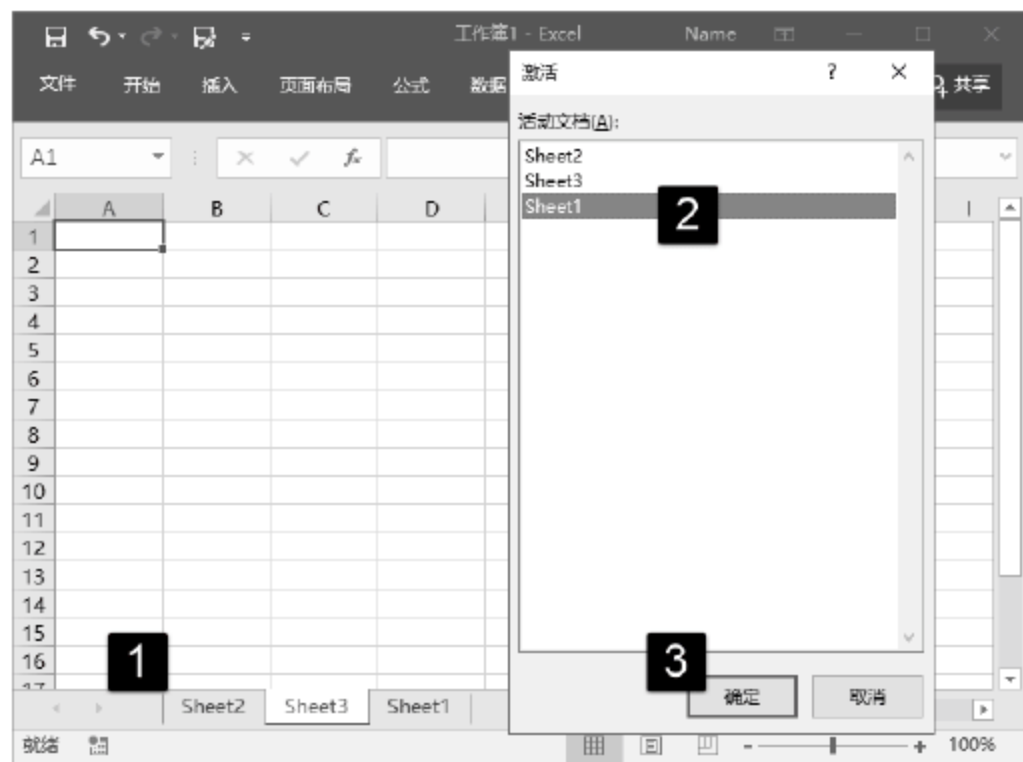 工作簿1 - Excel Name
文件 开始 插入 页面布局 公式 数据 共享
激活 ? ×
活动文档(A):
A1 fx
Sheet2
Sheet3
Sheet1
2
A B C D I
1
2
3
4
5
6
7
8
9
10
11
12
13
14
15
16
17
1
3
确定 取消
Sheet2 Sheet3 Sheet1
就绪 - + 100%